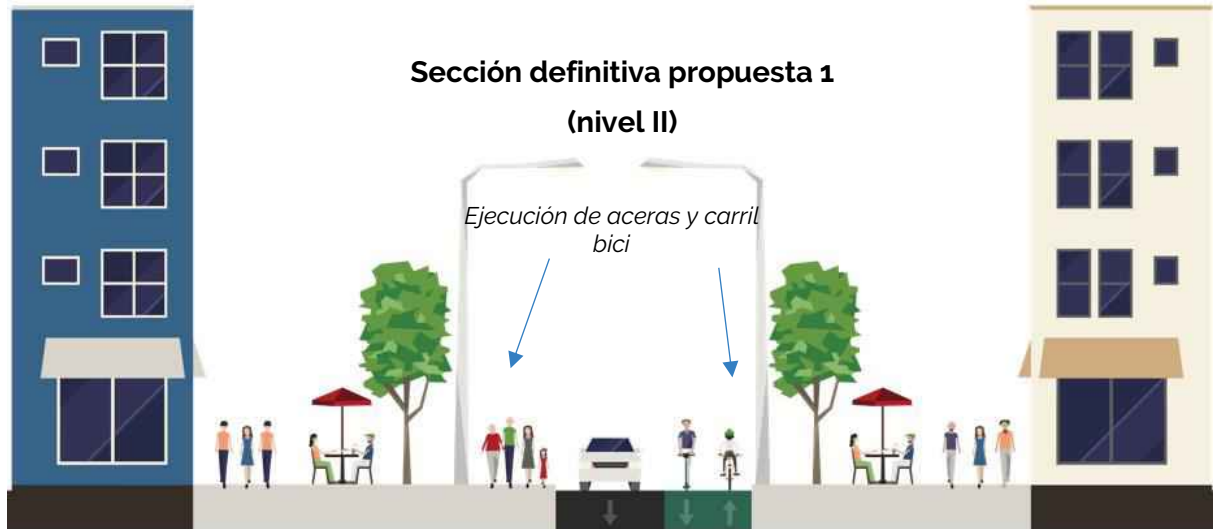 Sección definitiva propuesta 1
(nivel II)
Ejecución de aceras y carril
bici